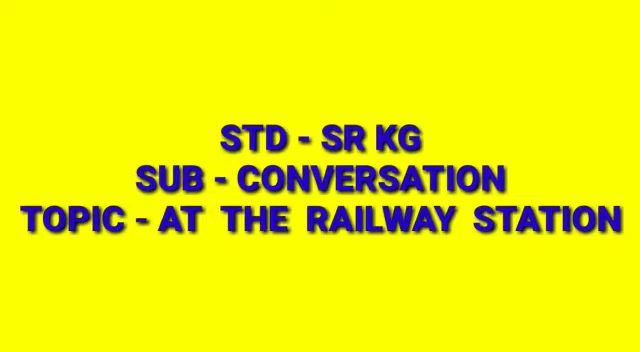 STD - SR KG
SUB - CONVERSATION
TOPIC - AT THE RAILWAY STATION